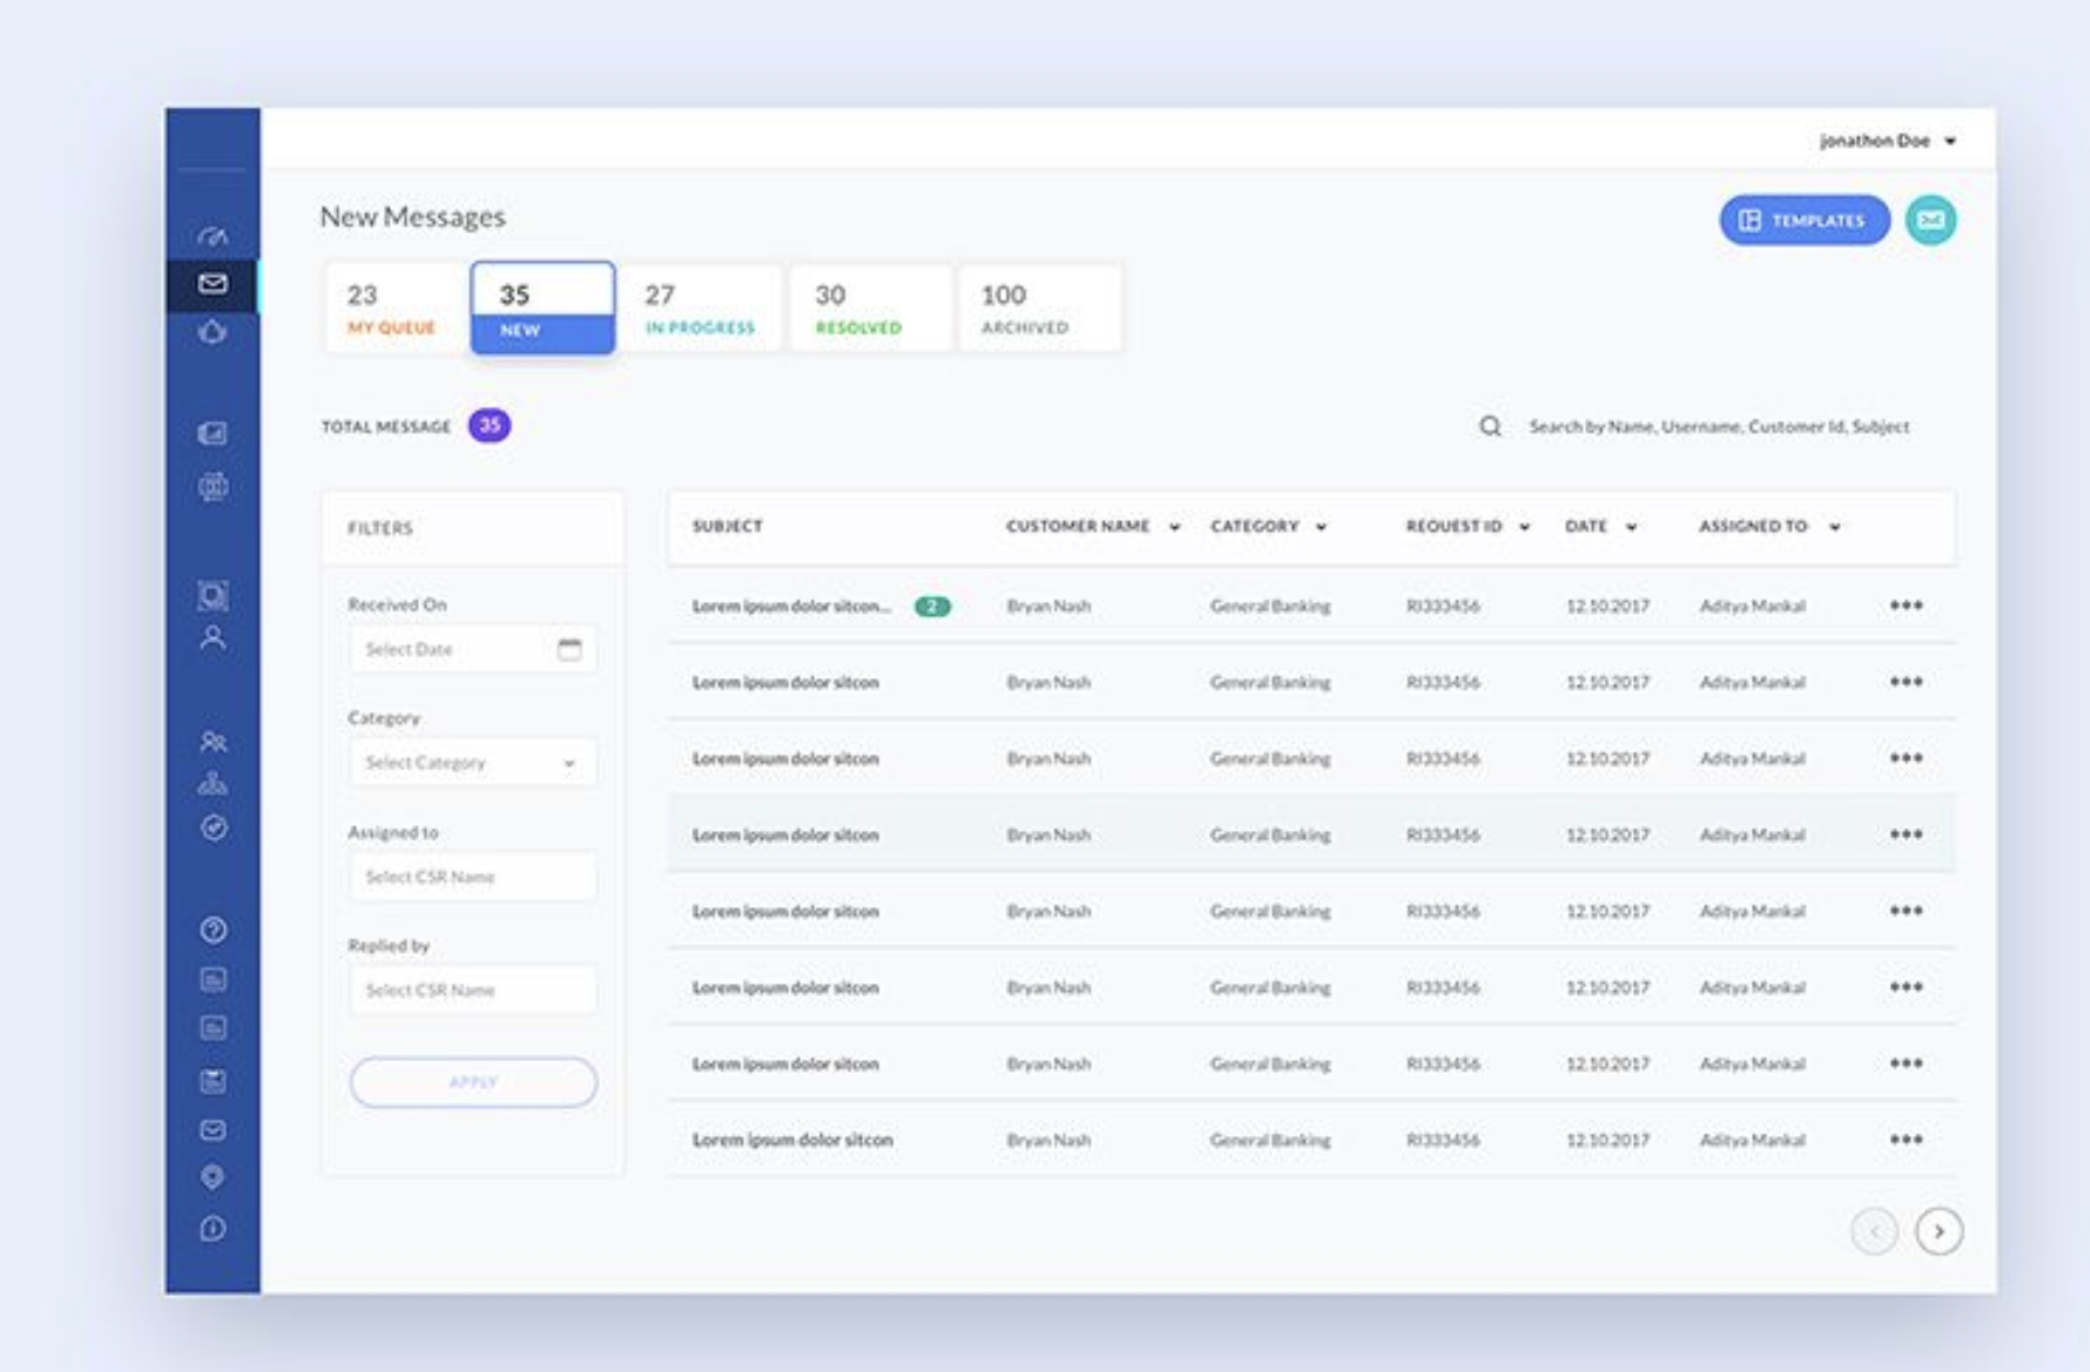 jonathon Doe
New Messages
TEMPLATES
23
MY QUEUE
35
NEW
27
IN PROGRESS
30
RESOLVED
100
ARCHIVED
TOTAL MESSAGE 35
Search by Name, Username, Customer Id, Subject
FILTERS
Received On
Select Date
Category
Select Category
Assigned to
Select CSR Name
Replied by
Select CSR Name
APPLY
SUBJECT CUSTOMER NAME CATEGORY REQUEST ID DATE ASSIGNED TO
Lorem ipsum dolor sitcon... 2 Bryan Nash General Banking RI333456 12.10.2017 Aditya Mankal
Lorem ipsum dolor sitcon Bryan Nash General Banking RI333456 12.10.2017 Aditya Mankal
Lorem ipsum dolor sitcon Bryan Nash General Banking RI333456 12.10.2017 Aditya Mankal
Lorem ipsum dolor sitcon Bryan Nash General Banking RI333456 12.10.2017 Aditya Mankal
Lorem ipsum dolor sitcon Bryan Nash General Banking RI333456 12.10.2017 Aditya Mankal
Lorem ipsum dolor sitcon Bryan Nash General Banking RI333456 12.10.2017 Aditya Mankal
Lorem ipsum dolor sitcon Bryan Nash General Banking RI333456 12.10.2017 Aditya Mankal
Lorem ipsum dolor sitcon Bryan Nash General Banking RI333456 12.10.2017 Aditya Mankal